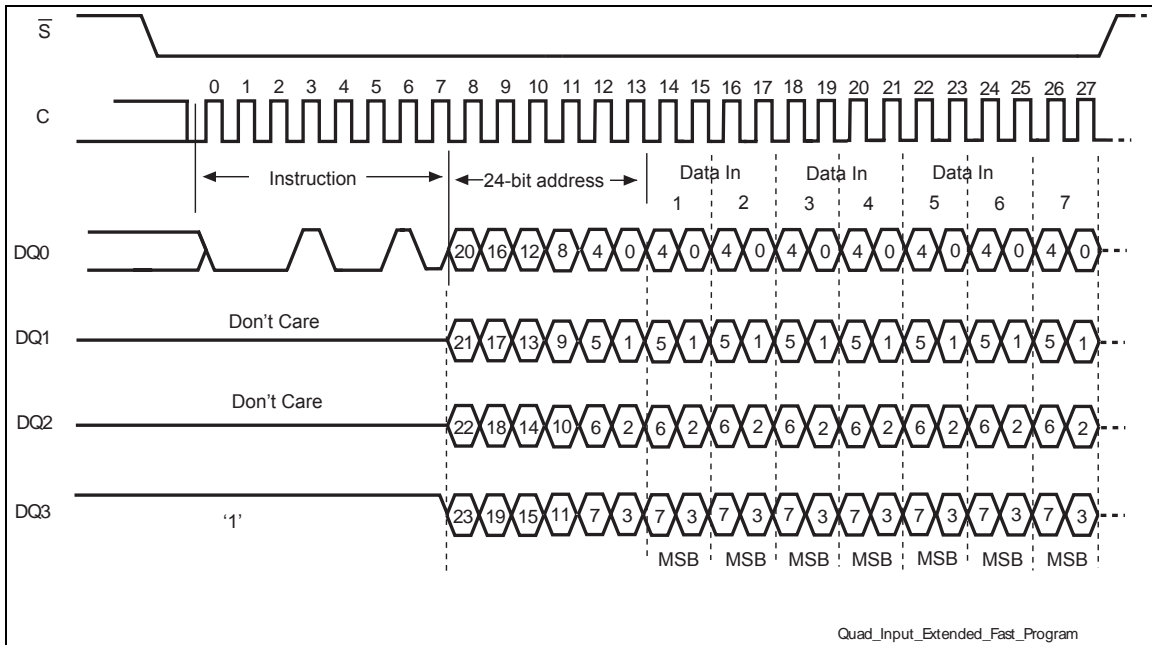 S
0 1 2 3 4 5 6 7 8 9 10 11 12 13 14 15 16 17 18 19 20 21 22 23 24 25 26 27
C
Instruction 24-bit address Data In Data In Data In
1 2 3 4 5 6 7
DQ0 20 16 12 8 4 0 4 0 4 0 4 0 4 0 4 0 4 0 4 0
Don't Care
DQ1 21 17 13 9 5 1 5 1 5 1 5 1 5 1 5 1 5 1 5 1
Don't Care
DQ2 22 18 14 10 6 2 6 2 6 2 6 2 6 2 6 2 6 2 6 2
DQ3 '1' 23 19 15 11 7 3 7 3 7 3 7 3 7 3 7 3 7 3 7 3
MSB MSB MSB MSB MSB MSB MSB
Quad_Input_Extended_Fast_Program